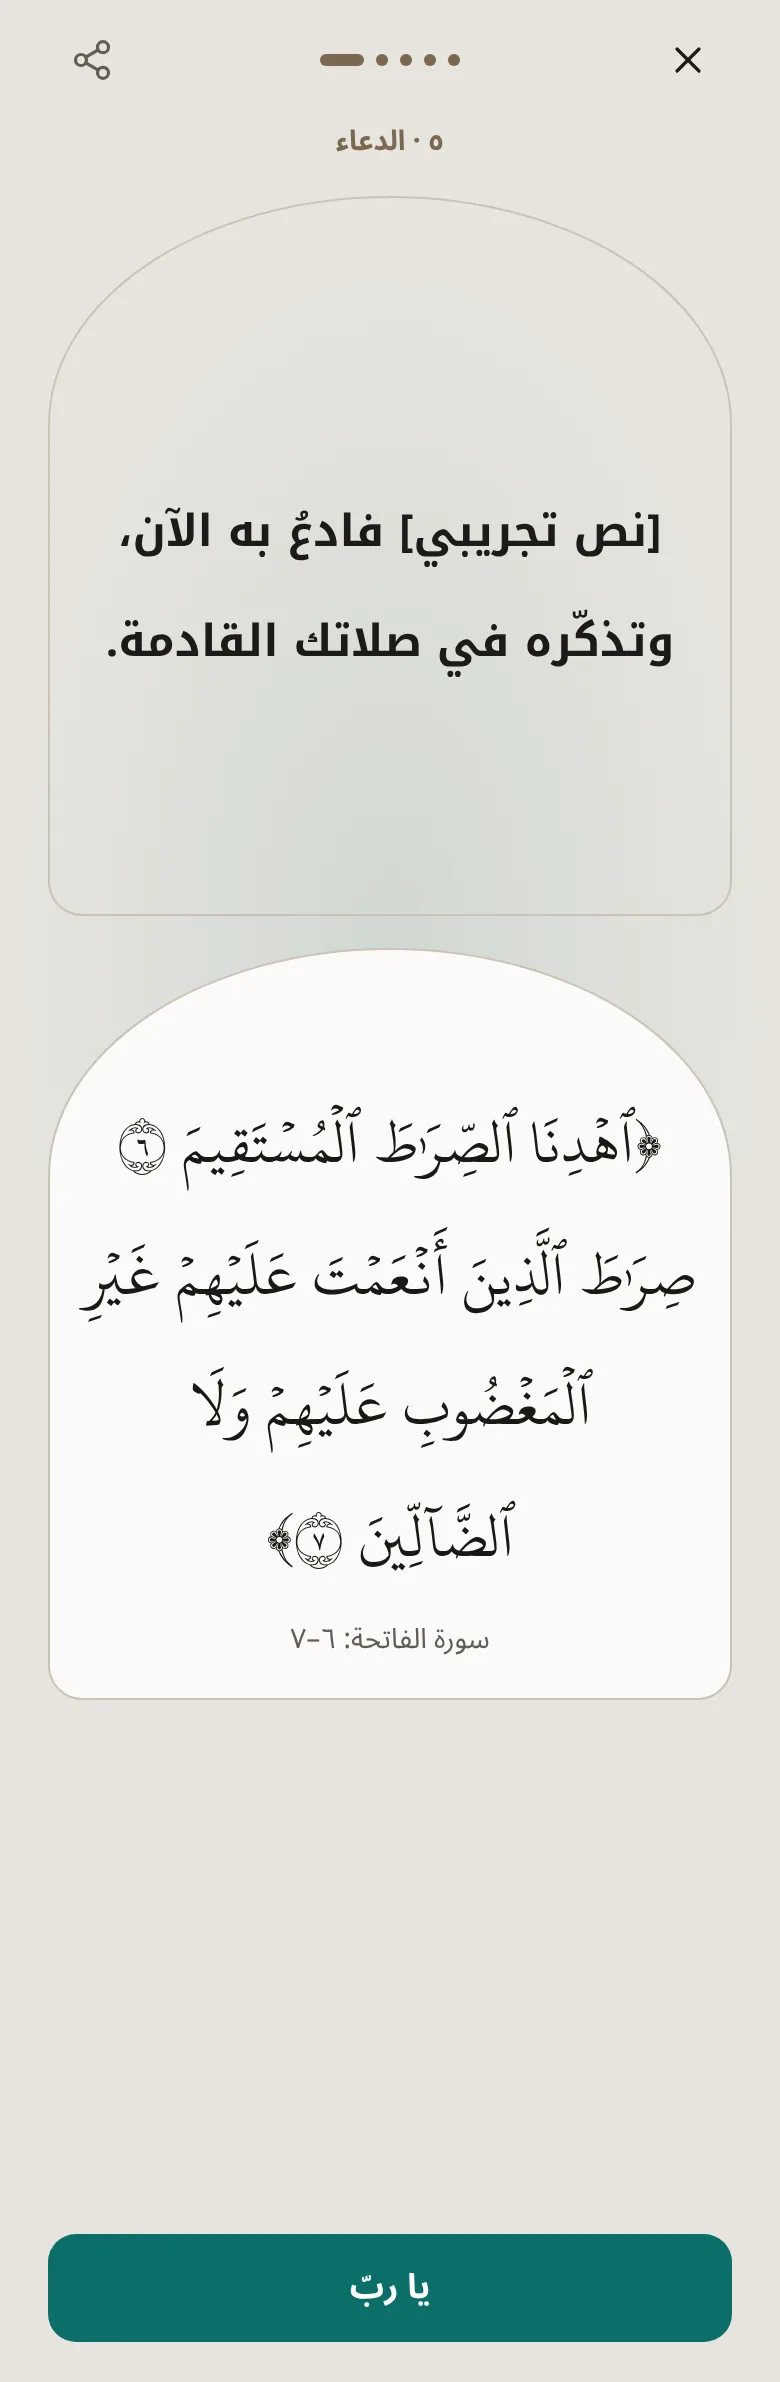 ٥ · الدعاء
[نص تجريبي] فادعُ به الآن،
وتذكّره في صلاتك القادمة.
﴿ٱهۡدِنَا ٱلصِّرَٰطَ ٱلۡمُسۡتَقِيمَ ٦
صِرَٰطَ ٱلَّذِينَ أَنۡعَمۡتَ عَلَيۡهِمۡ غَيۡرِ
ٱلۡمَغۡضُوبِ عَلَيۡهِمۡ وَلَا
ٱلضَّآلِّينَ ٧﴾
سورة الفاتحة: ٦–٧
يا ربّ